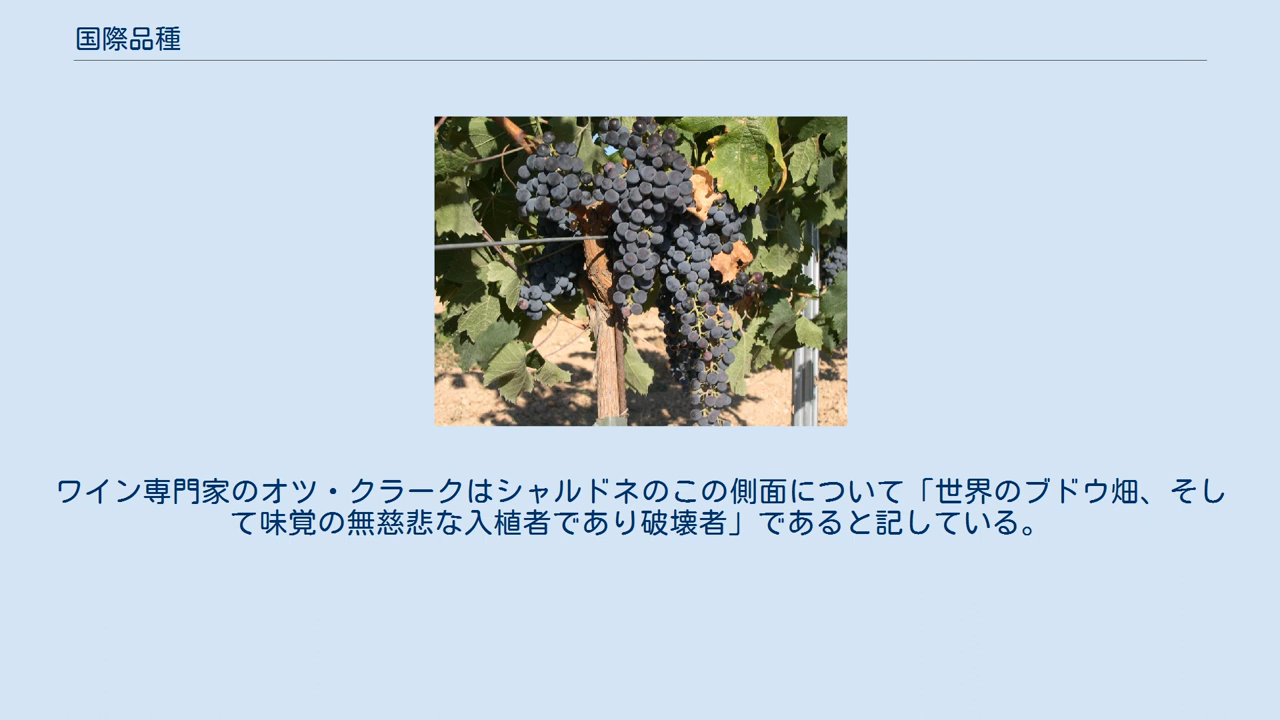 国際品種
ワイン専門家のオツ・クラークはシャルドネのこの側面について「世界のブドウ畑、そし
て味覚の無慈悲な入植者であり破壊者」であると記している。